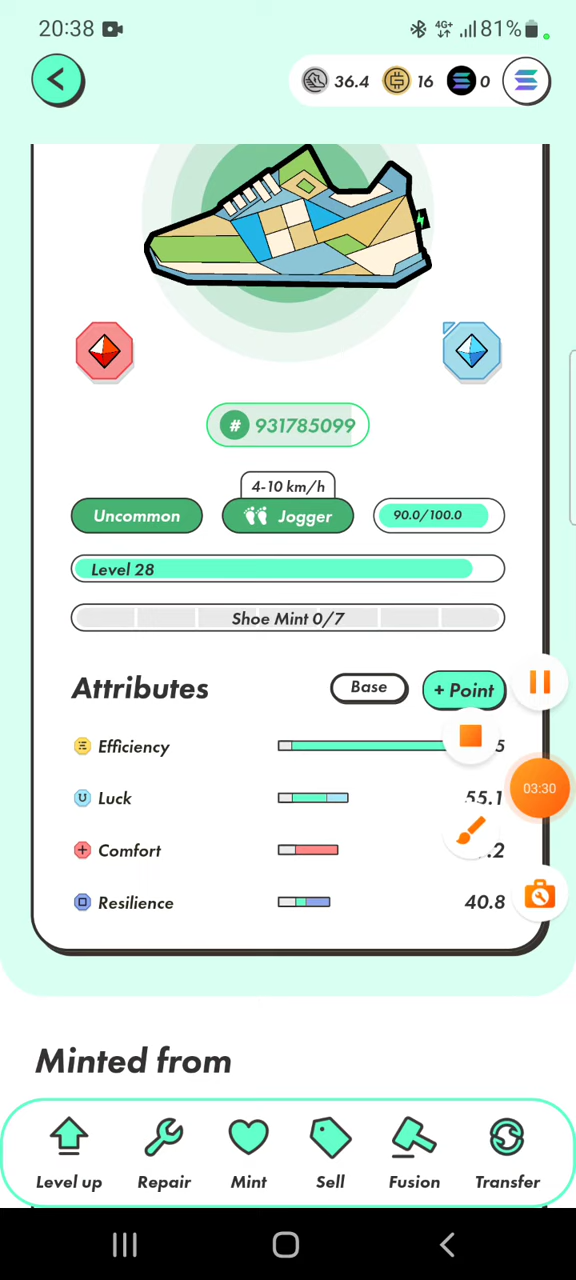 20:38 4G+ 81%
36.4 16 0
# 931785099
4-10 km/h
Uncommon Jogger 90.0/100.0
Level 28
Shoe Mint 0/7
Attributes Base + Point
Efficiency
Luck 55.1
03:30
Comfort
Resilience 40.8
Minted from
Level up Repair Mint Sell Fusion Transfer